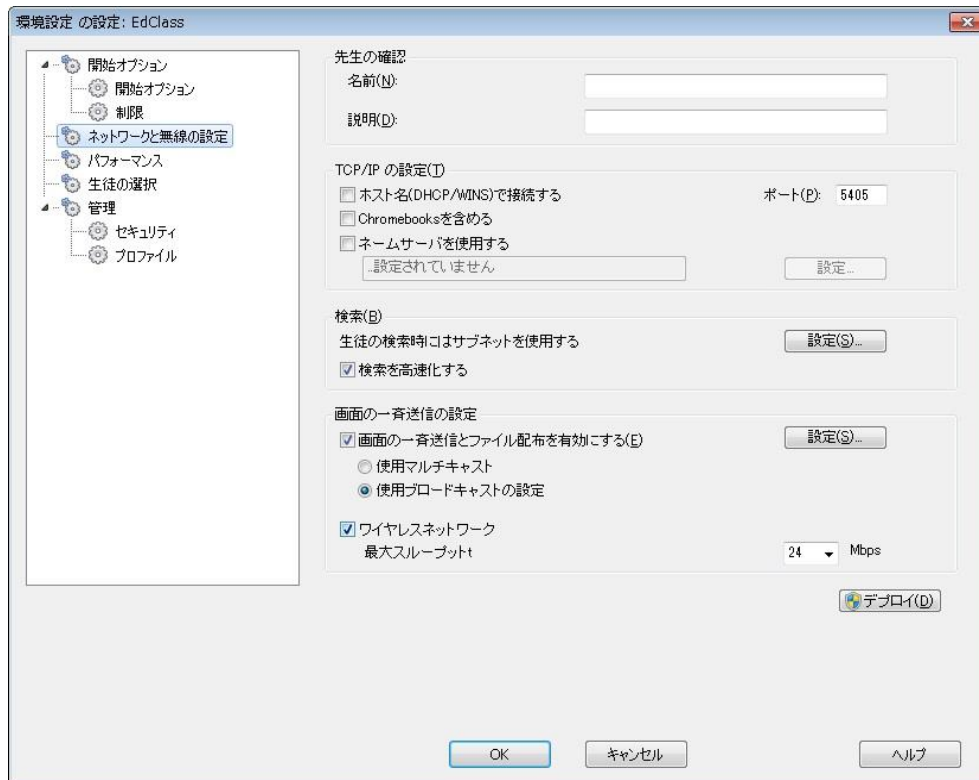 環境設定 の設定: EdClass
開始オプション
開始オプション
制限
ネットワークと無線の設定
パフォーマンス
生徒の選択
管理
セキュリティ
プロファイル
先生の確認
名前(N):
説明(D):
TCP/IP の設定(T)
ホスト名(DHCP/WINS)で接続する
ポート(P): 5405
Chromebooksを含める
ネームサーバを使用する
..設定されていません
設定...
検索(B)
生徒の検索時にはサブネットを使用する
設定(S)...
検索を高速化する
画面の一斉送信の設定
画面の一斉送信とファイル配布を有効にする(E)
設定(S)...
使用マルチキャスト
使用ブロードキャストの設定
ワイヤレスネットワーク
最大スループットt
24 Mbps
デプロイ(D)
OK
キャンセル
ヘルプ